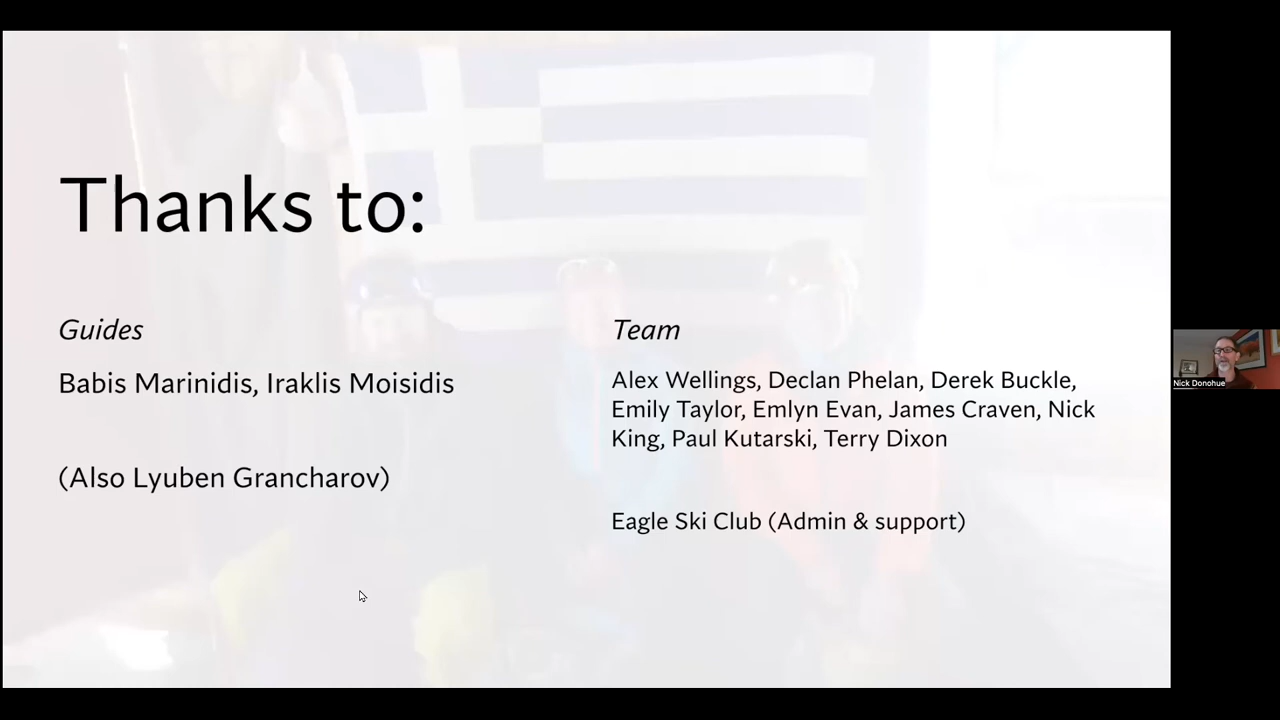 Thanks to:
Guides
Babis Marinidis, Iraklis Moisidis
(Also Lyuben Grancharov)
Team
Alex Wellings, Declan Phelan, Derek Buckle,
Emily Taylor, Emlyn Evan, James Craven, Nick
King, Paul Kutarski, Terry Dixon
Eagle Ski Club (Admin & support)
Nick Donohue